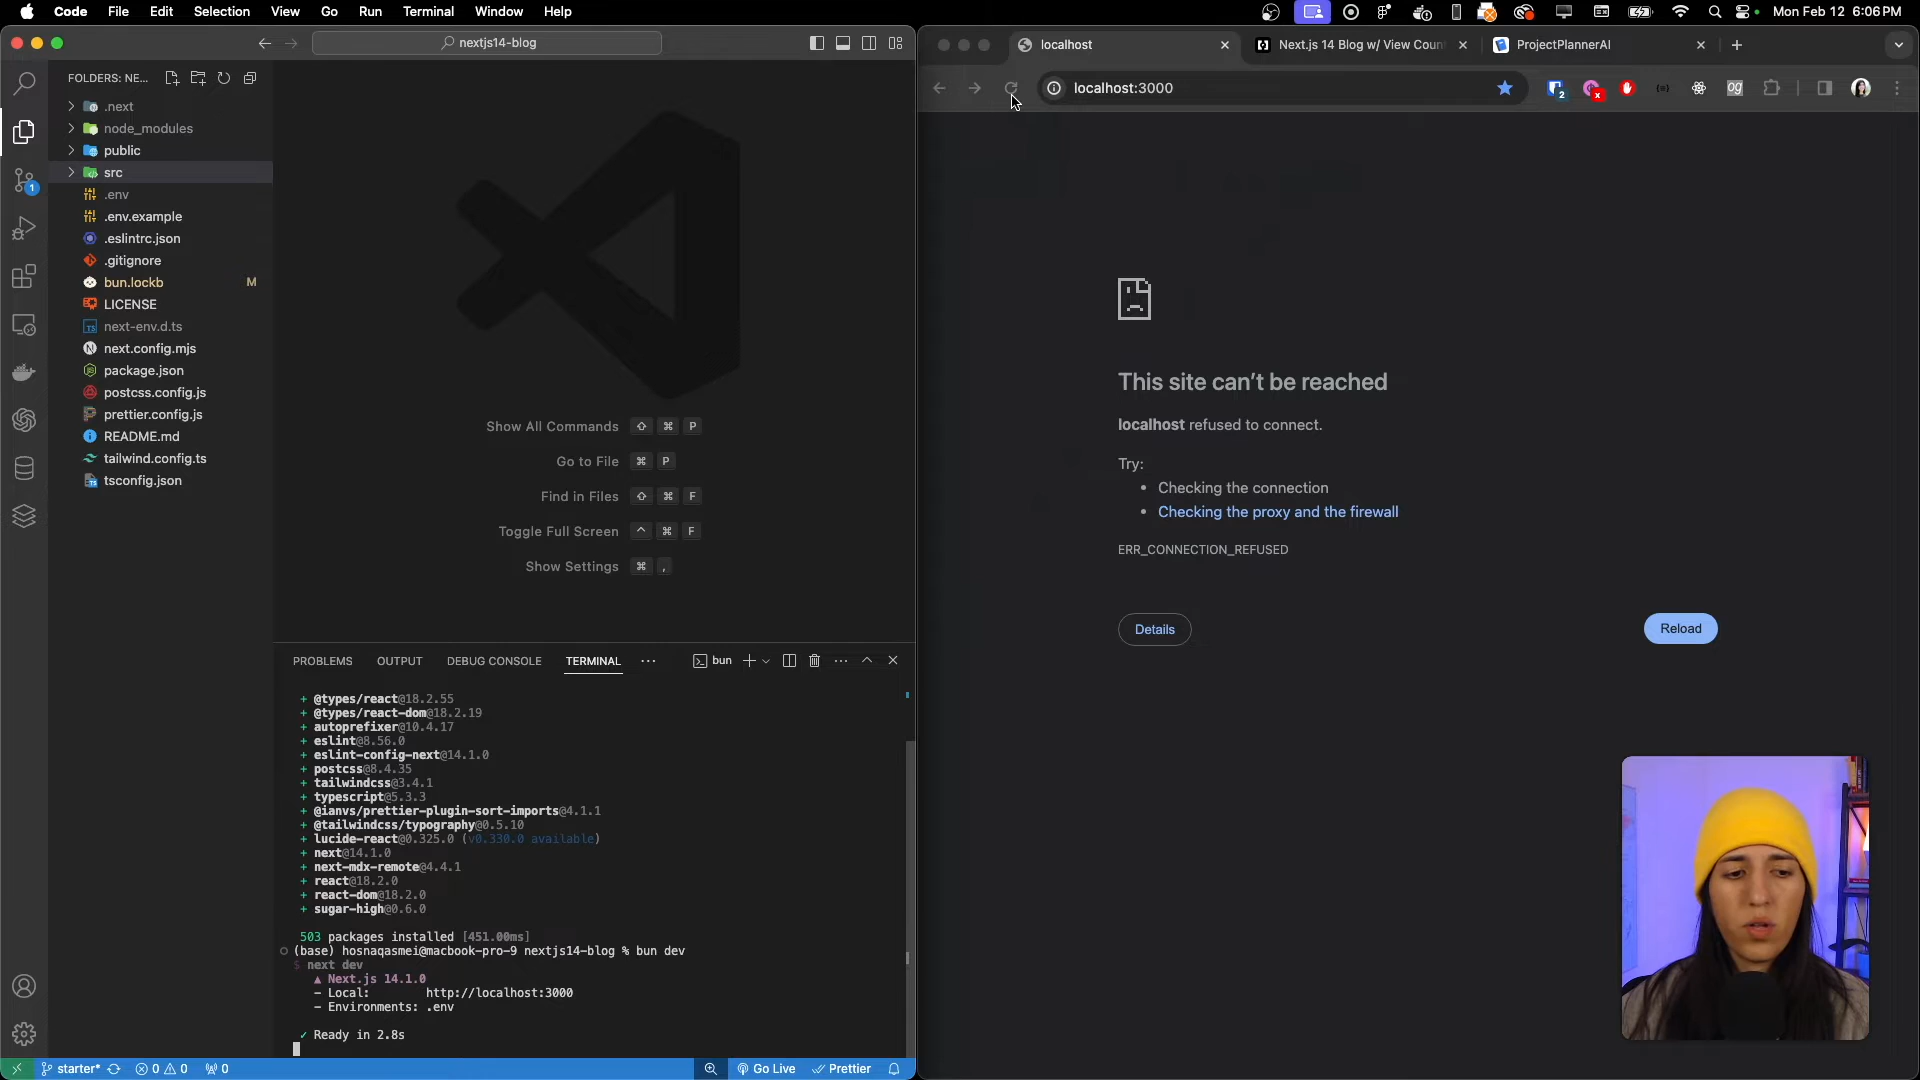 Code File Edit Selection View Go Run Terminal Window Help
Mon Feb 12 6:06 PM
nextjs14-blog
localhost
Next.js 14 Blog w/ View Coun
ProjectPlannerAI
localhost:3000
2
x
og
FOLDERS: NE...
.next
node_modules
public
src
.env
.env.example
.eslintrc.json
.gitignore
bun.lockb M
LICENSE
next-env.d.ts
next.config.mjs
package.json
postcss.config.js
prettier.config.js
README.md
tailwind.config.ts
tsconfig.json
1
Show All Commands ⇧ ⌘ P
Go to File ⌘ P
Find in Files ⇧ ⌘ F
Toggle Full Screen ^ ⌘ F
Show Settings ⌘ ,
PROBLEMS OUTPUT DEBUG CONSOLE TERMINAL ··· bun
+ @types/react@18.2.55
+ @types/react-dom@18.2.19
+ autoprefixer@10.4.17
+ eslint@8.56.0
+ eslint-config-next@14.1.0
+ postcss@8.4.35
+ tailwindcss@3.4.1
+ typescript@5.3.3
+ @ianvs/prettier-plugin-sort-imports@4.1.1
+ @tailwindcss/typography@0.5.10
+ lucide-react@0.325.0 (v0.330.0 available)
+ next@14.1.0
+ next-mdx-remote@4.4.1
+ react@18.2.0
+ react-dom@18.2.0
+ sugar-high@0.6.0
503 packages installed [451.00ms]
(base) hosnaqasmei@macbook-pro-9 nextjs14-blog % bun dev
$ next dev
▲ Next.js 14.1.0
- Local: http://localhost:3000
- Environments: .env
✓ Ready in 2.8s
starter* 0 0 0 Go Live Prettier
This site can't be reached
localhost refused to connect.
Try:
• Checking the connection
• Checking the proxy and the firewall
ERR_CONNECTION_REFUSED
Details
Reload